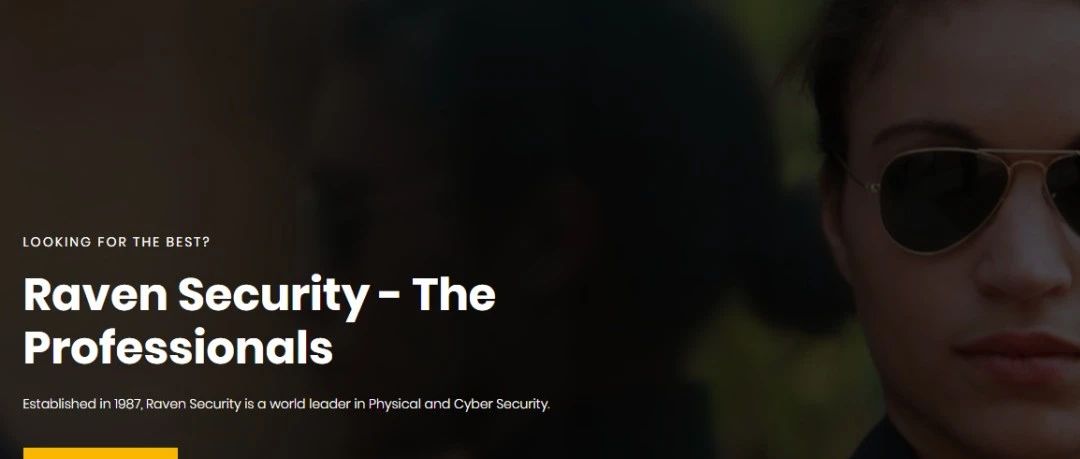 LOOKING FOR THE BEST?
Raven Security - The
Professionals
Established in 1987, Raven Security is a world leader in Physical and Cyber Security.